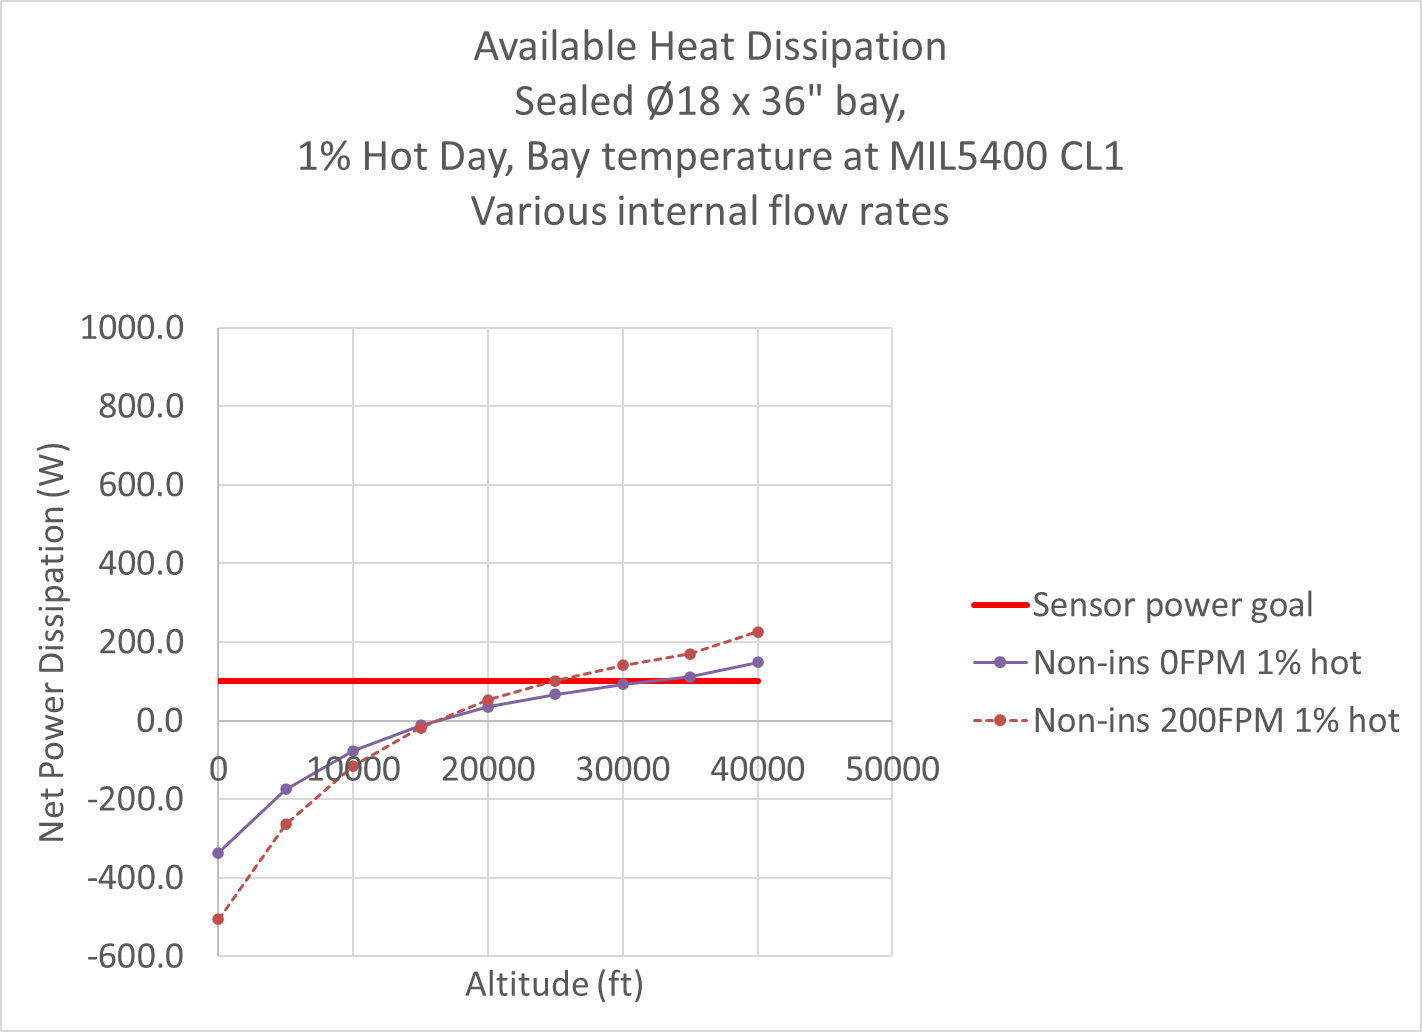 Available Heat Dissipation
Sealed Ø18 x 36" bay,
1% Hot Day, Bay temperature at MIL5400 CL1
Various internal flow rates
1000.0
800.0
600.0
400.0
200.0
0.0
-200.0
-400.0
-600.0
Net Power Dissipation (W)
0 10000 20000 30000 40000 50000
Altitude (ft)
Sensor power goal
Non-ins 0FPM 1% hot
Non-ins 200FPM 1% hot